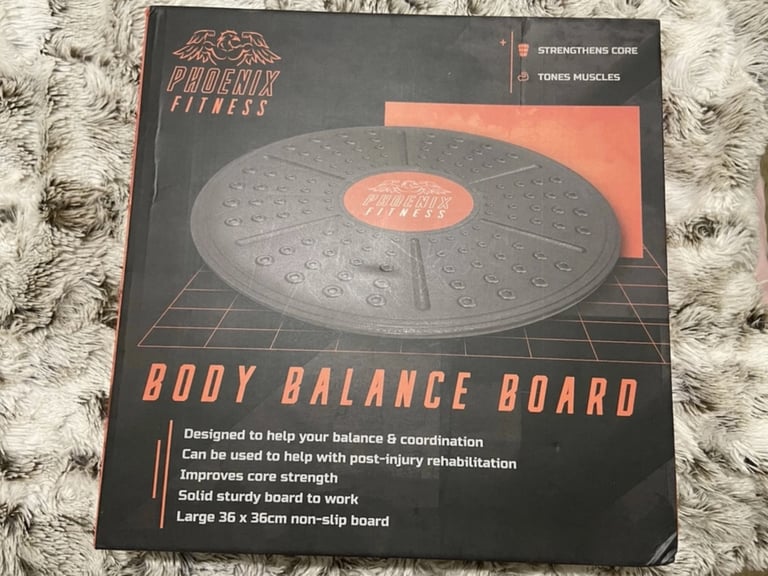 PHOENIX
FITNESS
+
STRENGTHENS CORE
TONES MUSCLES
PHOENIX
FITNESS
BODY BALANCE BOARD
Designed to help your balance & coordination
Can be used to help with post-injury rehabilitation
Improves core strength
Solid sturdy board to work
Large 36 x 36cm non-slip board